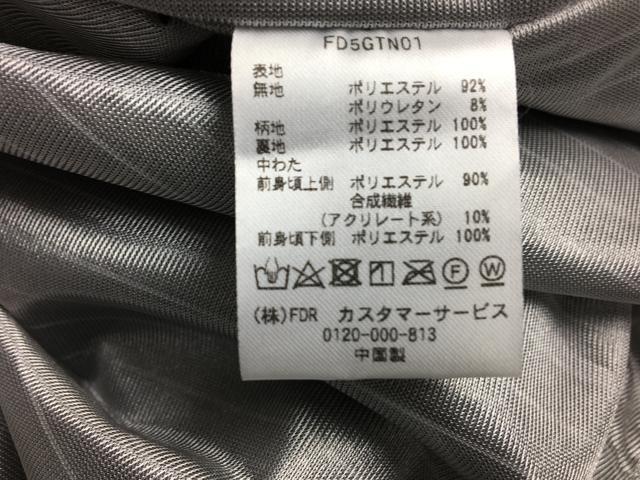 FD5GTN01
表地
無地 ポリエステル 92%
ポリウレタン 8%
柄地 ポリエステル 100%
裏地 ポリエステル 100%
中わた
前身頃上側 ポリエステル 90%
合成繊維
(アクリレート系) 10%
前身頃下側 ポリエステル 100%
F W
(株)FDR カスタマーサービス
0120-000-813
中国製